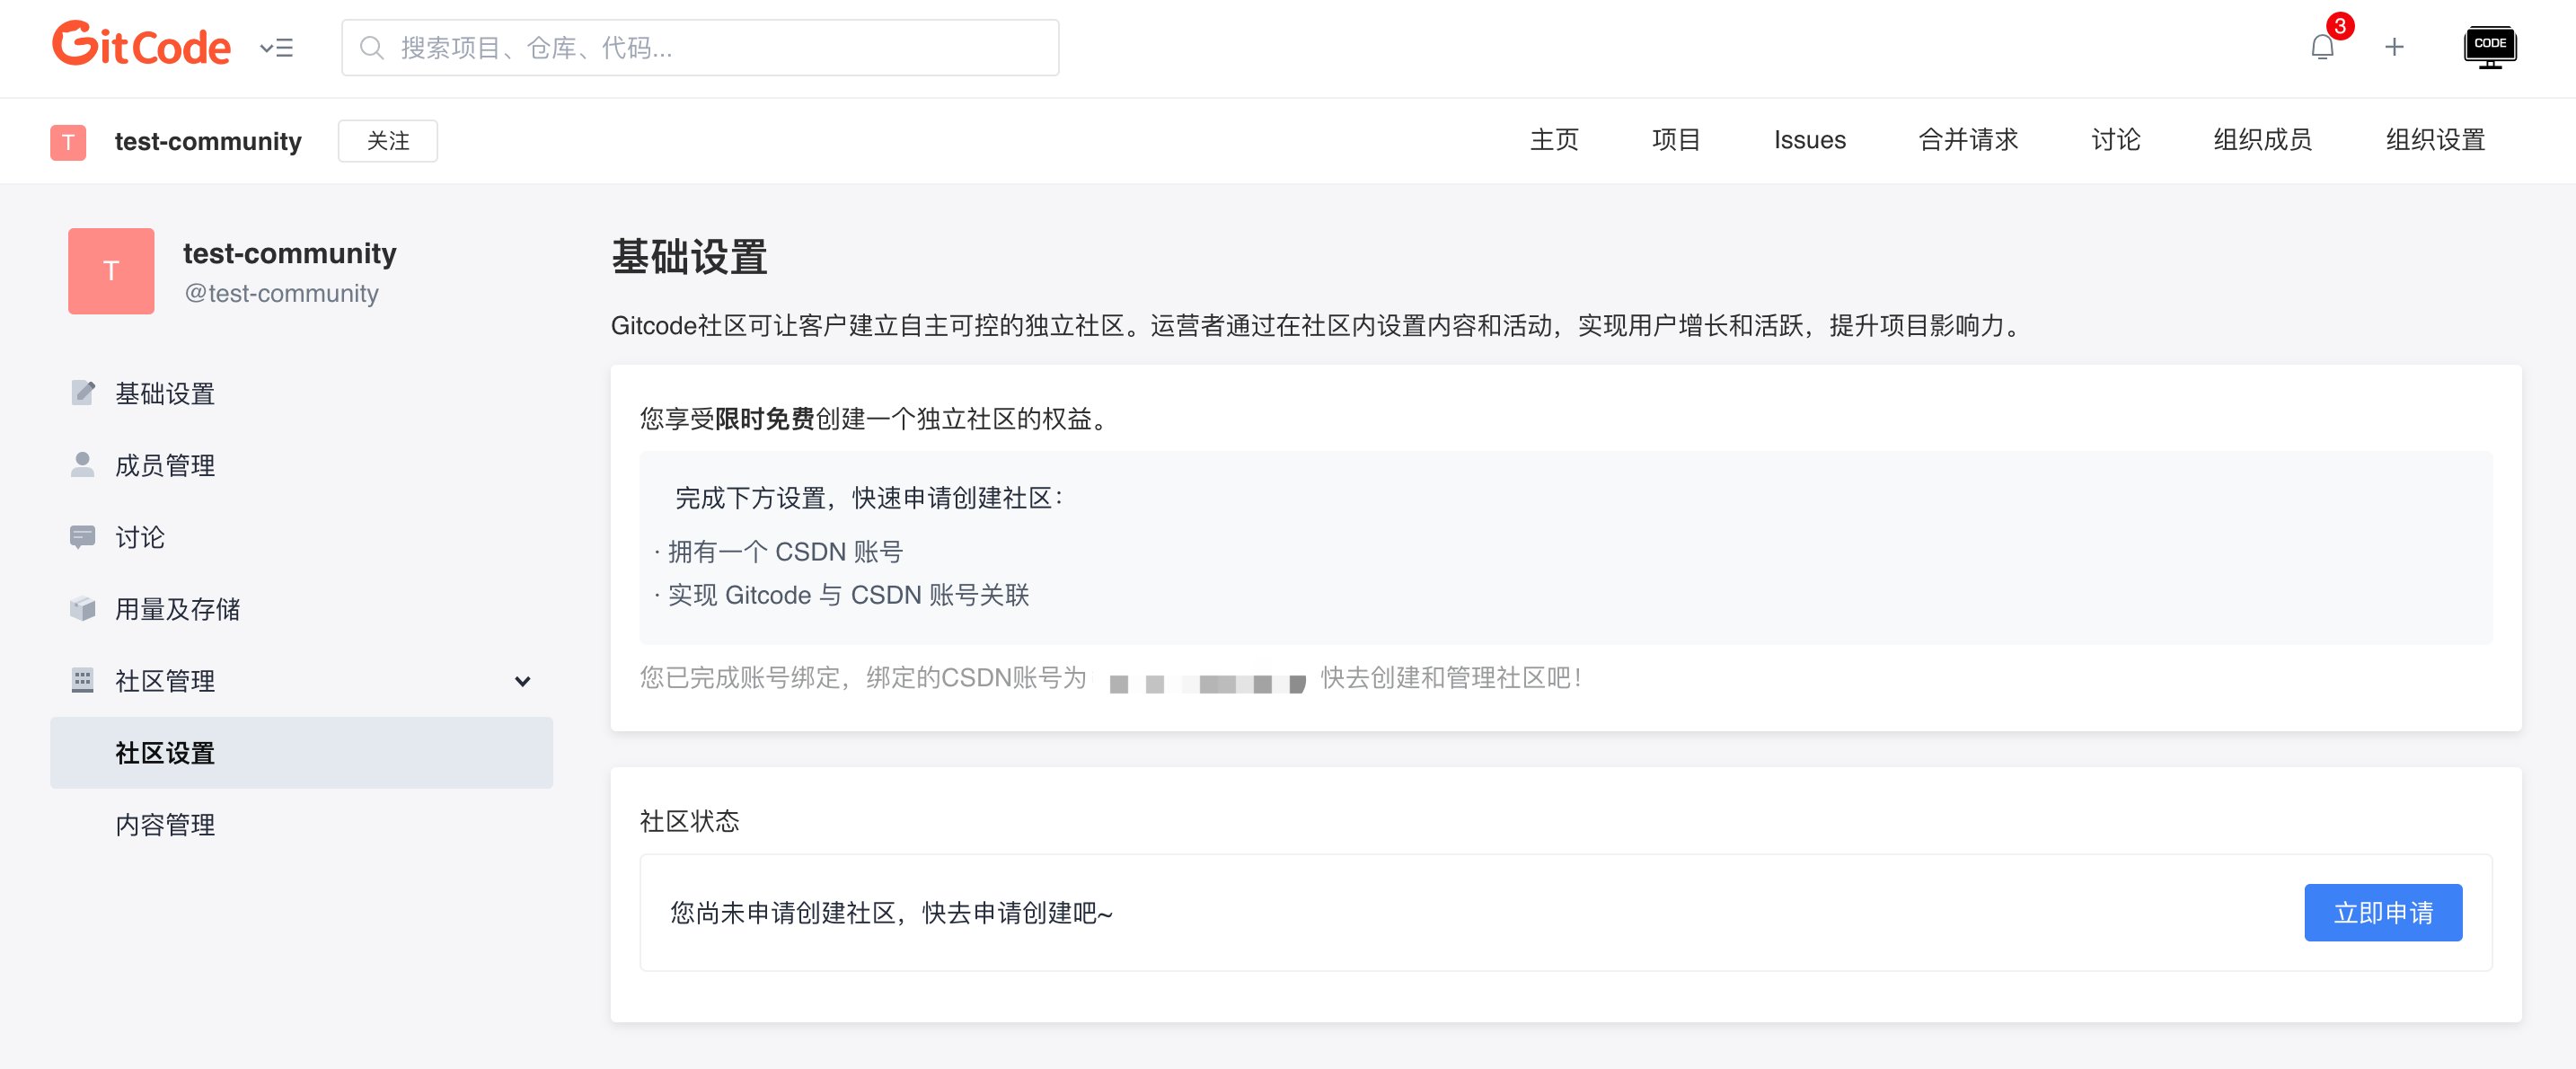 GitCode
搜索项目、仓库、代码...
3
CODE
T
test-community
关注
主页
项目
Issues
合并请求
讨论
组织成员
组织设置
T
test-community
@test-community
基础设置
成员管理
讨论
用量及存储
社区管理
社区设置
内容管理
基础设置
Gitcode社区可让客户建立自主可控的独立社区。运营者通过在社区内设置内容和活动，实现用户增长和活跃，提升项目影响力。
您享受限时免费创建一个独立社区的权益。
完成下方设置，快速申请创建社区：
· 拥有一个 CSDN 账号
· 实现 Gitcode 与 CSDN 账号关联
您已完成账号绑定，绑定的CSDN账号为 快去创建和管理社区吧！
社区状态
您尚未申请创建社区，快去申请创建吧~
立即申请